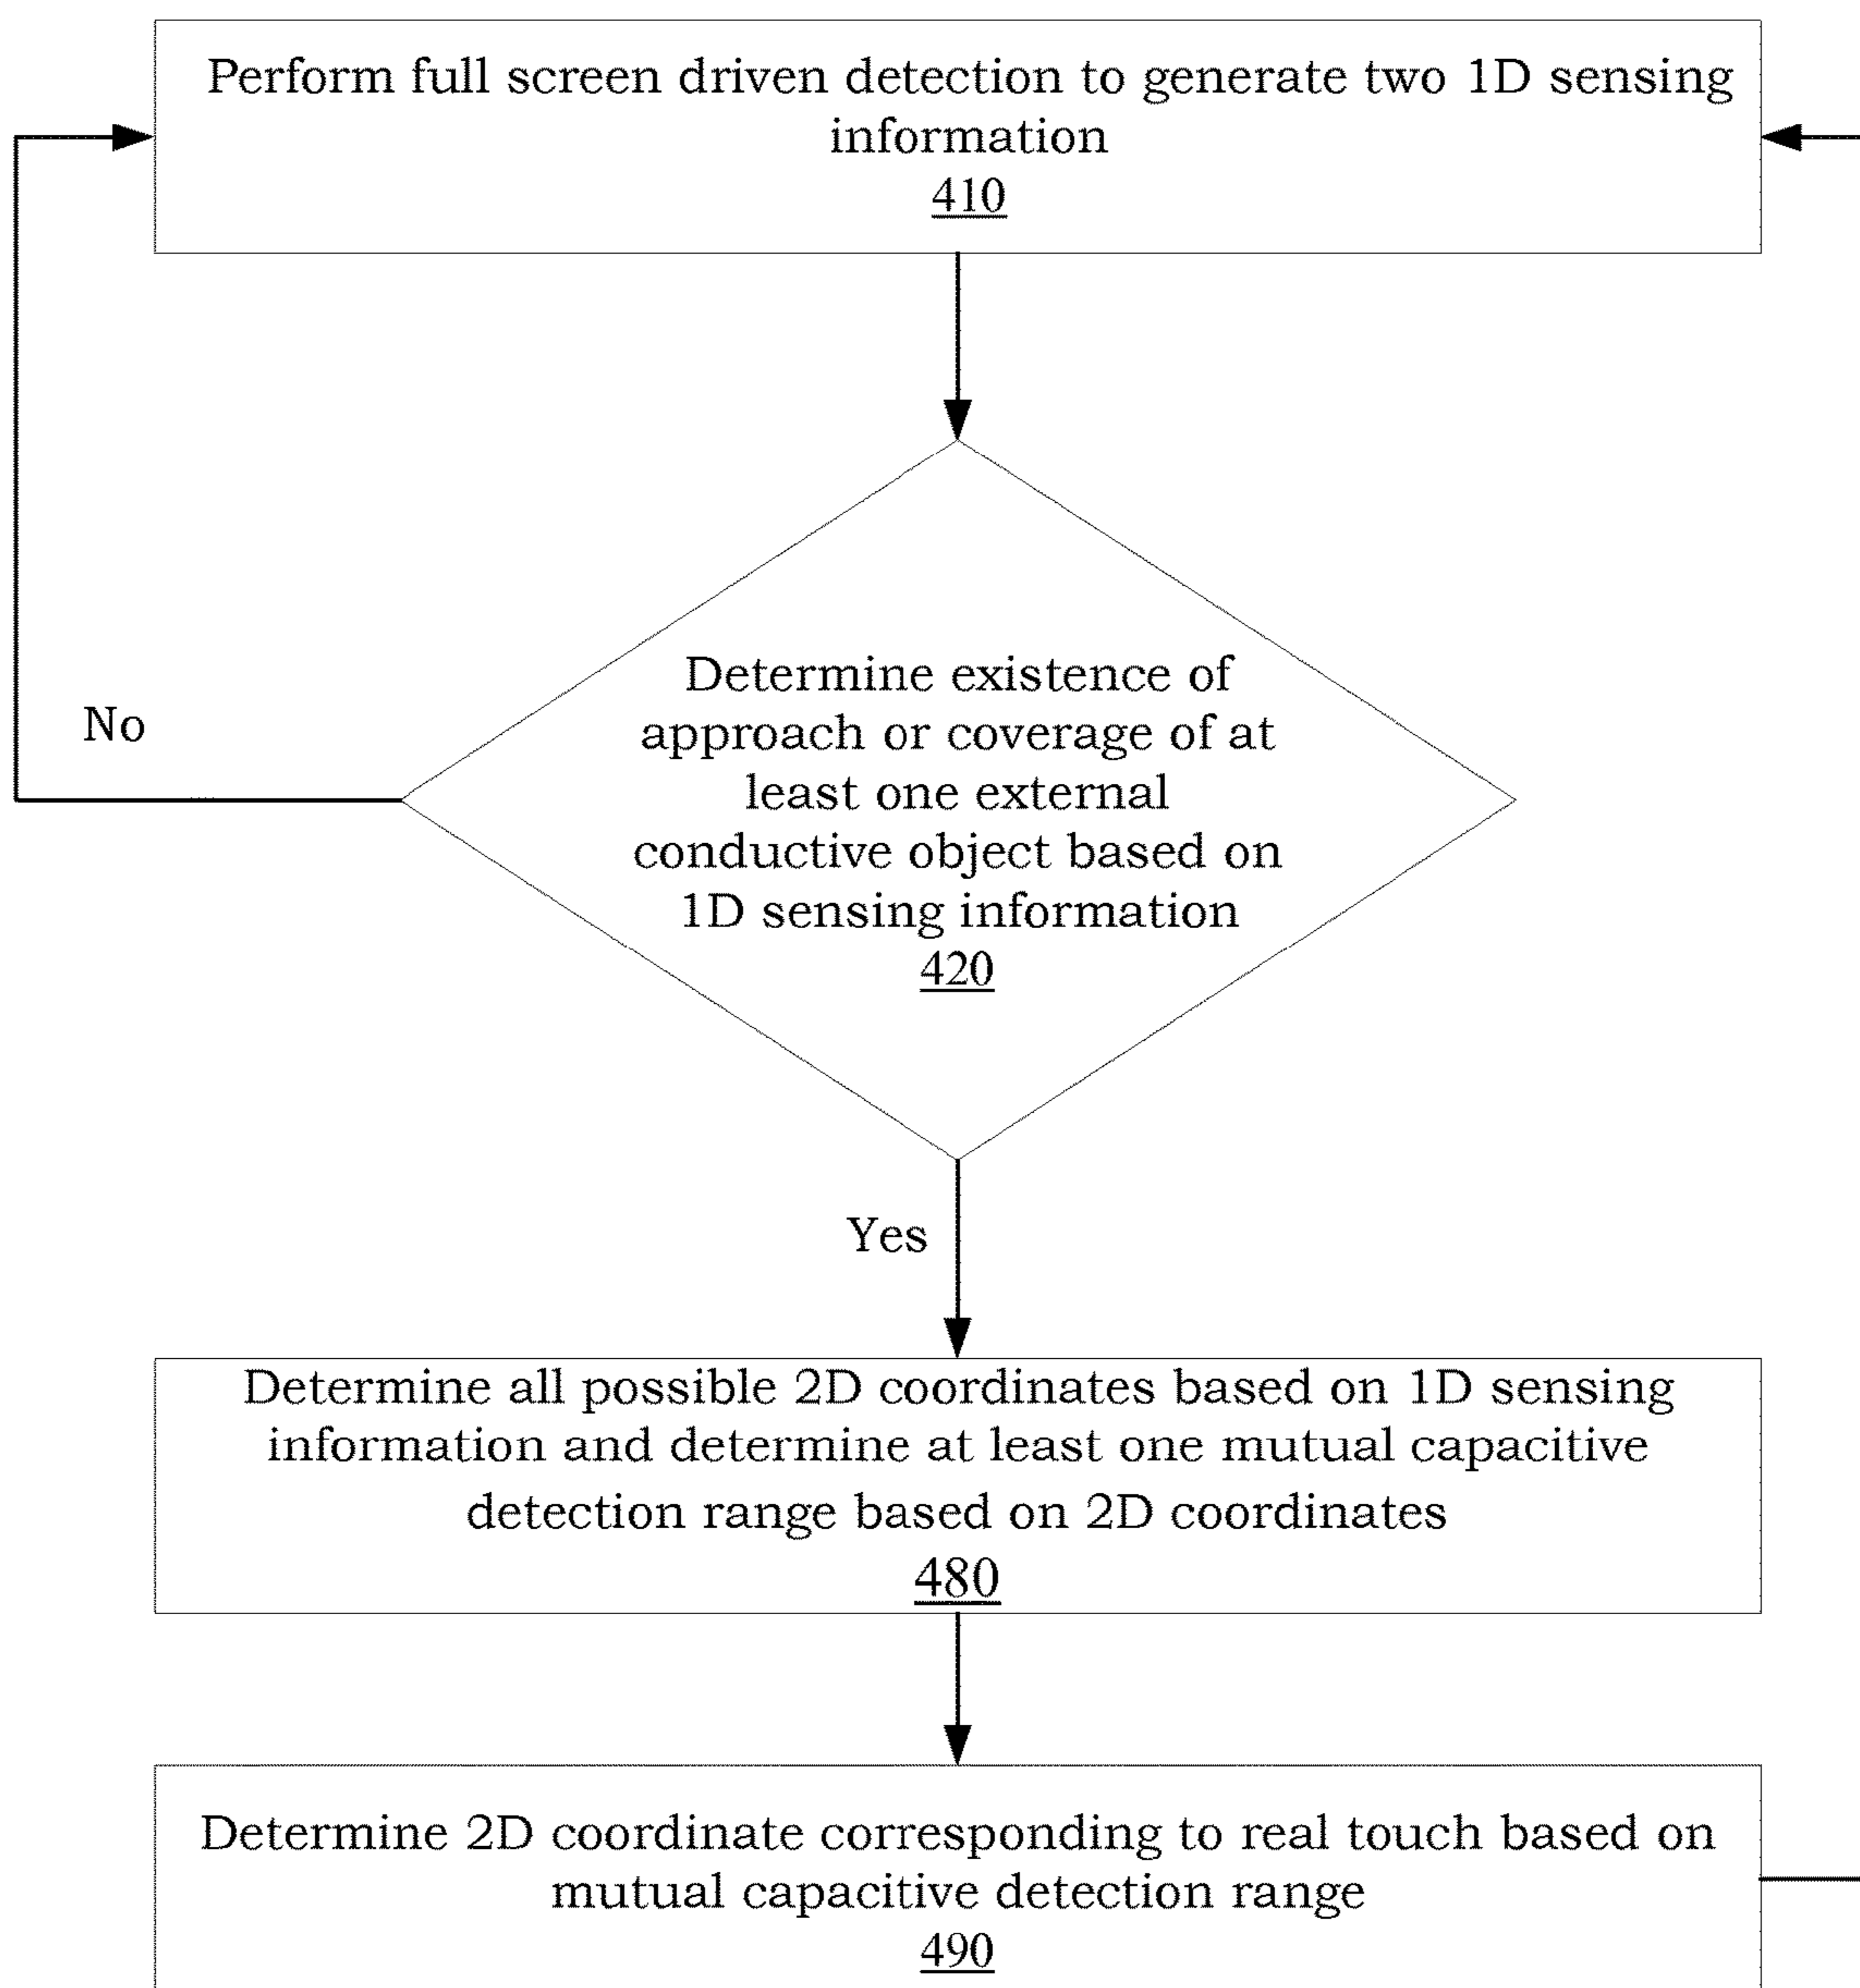 Perform full screen driven detection to generate two 1D sensing
information
410
Determine existence of
approach or coverage of at
least one external
conductive object based on
1D sensing information
420
No
Yes
Determine all possible 2D coordinates based on 1D sensing
information and determine at least one mutual capacitive
detection range based on 2D coordinates
480
Determine 2D coordinate corresponding to real touch based on
mutual capacitive detection range
490